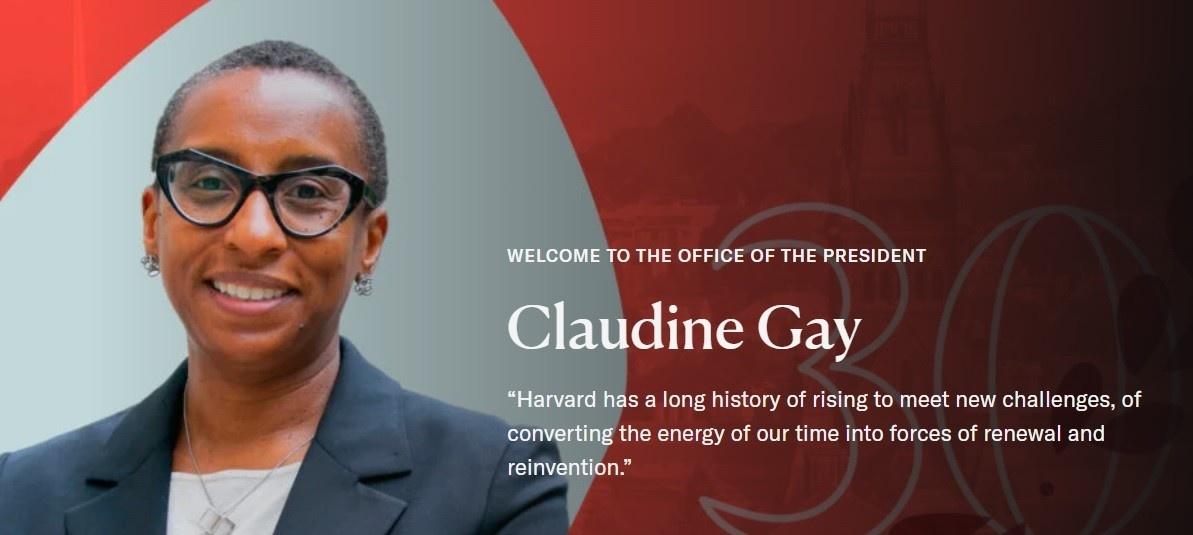 WELCOME TO THE OFFICE OF THE PRESIDENT
Claudine Gay
“Harvard has a long history of rising to meet new challenges, of
converting the energy of our time into forces of renewal and
reinvention.”
30